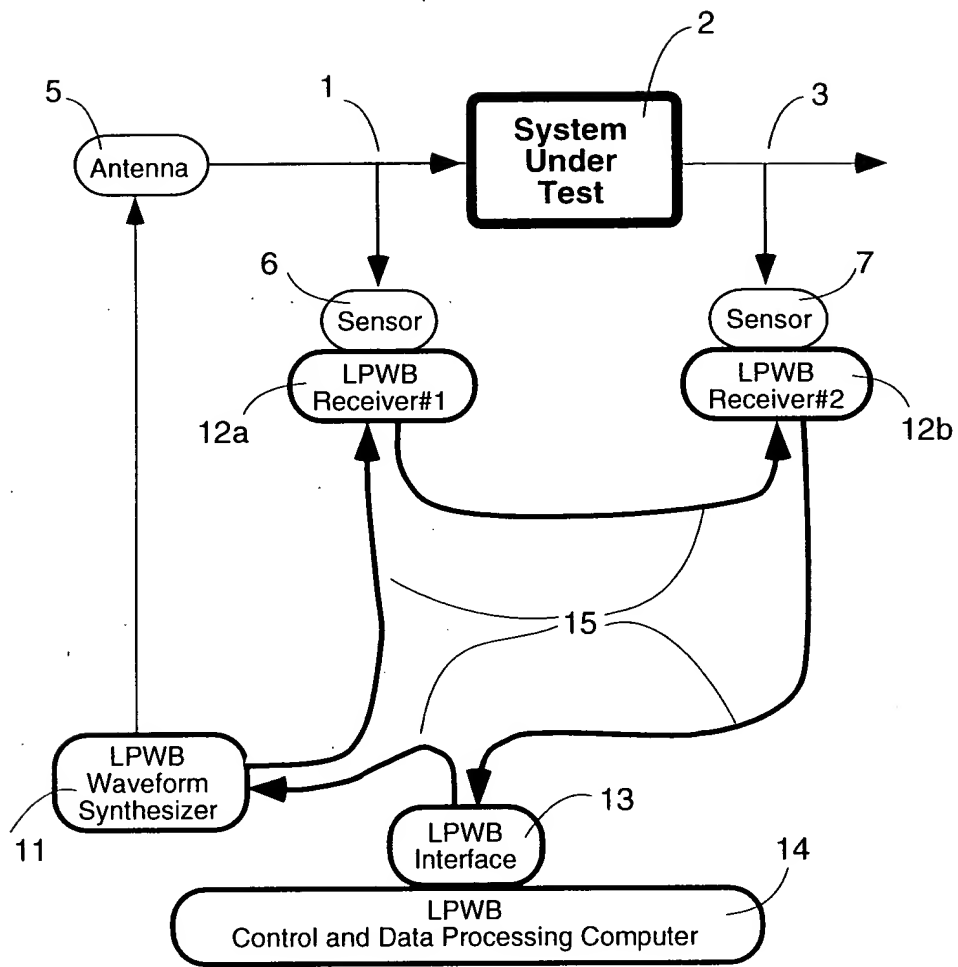 2
5
1
3
System
Under
Test
Antenna
6
7
Sensor
Sensor
LPWB
Receiver#1
LPWB
Receiver#2
12a
12b
15
LPWB
Waveform
Synthesizer
11
13
LPWB
Interface
14
LPWB
Control and Data Processing Computer